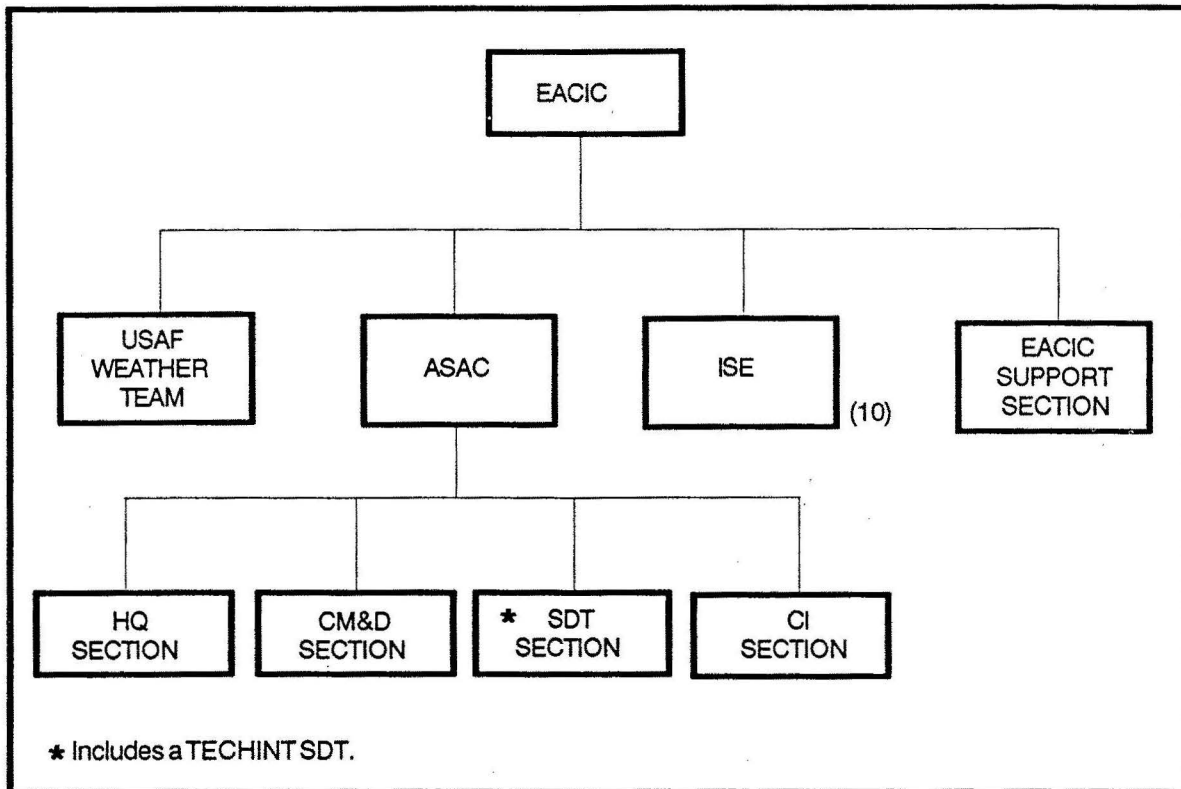 EACIC
USAF
WEATHER
TEAM
ASAC
ISE
(10)
EACIC
SUPPORT
SECTION
HQ
SECTION
CM&D
SECTION
* SDT
SECTION
CI
SECTION
* Includes a TECHINT SDT.